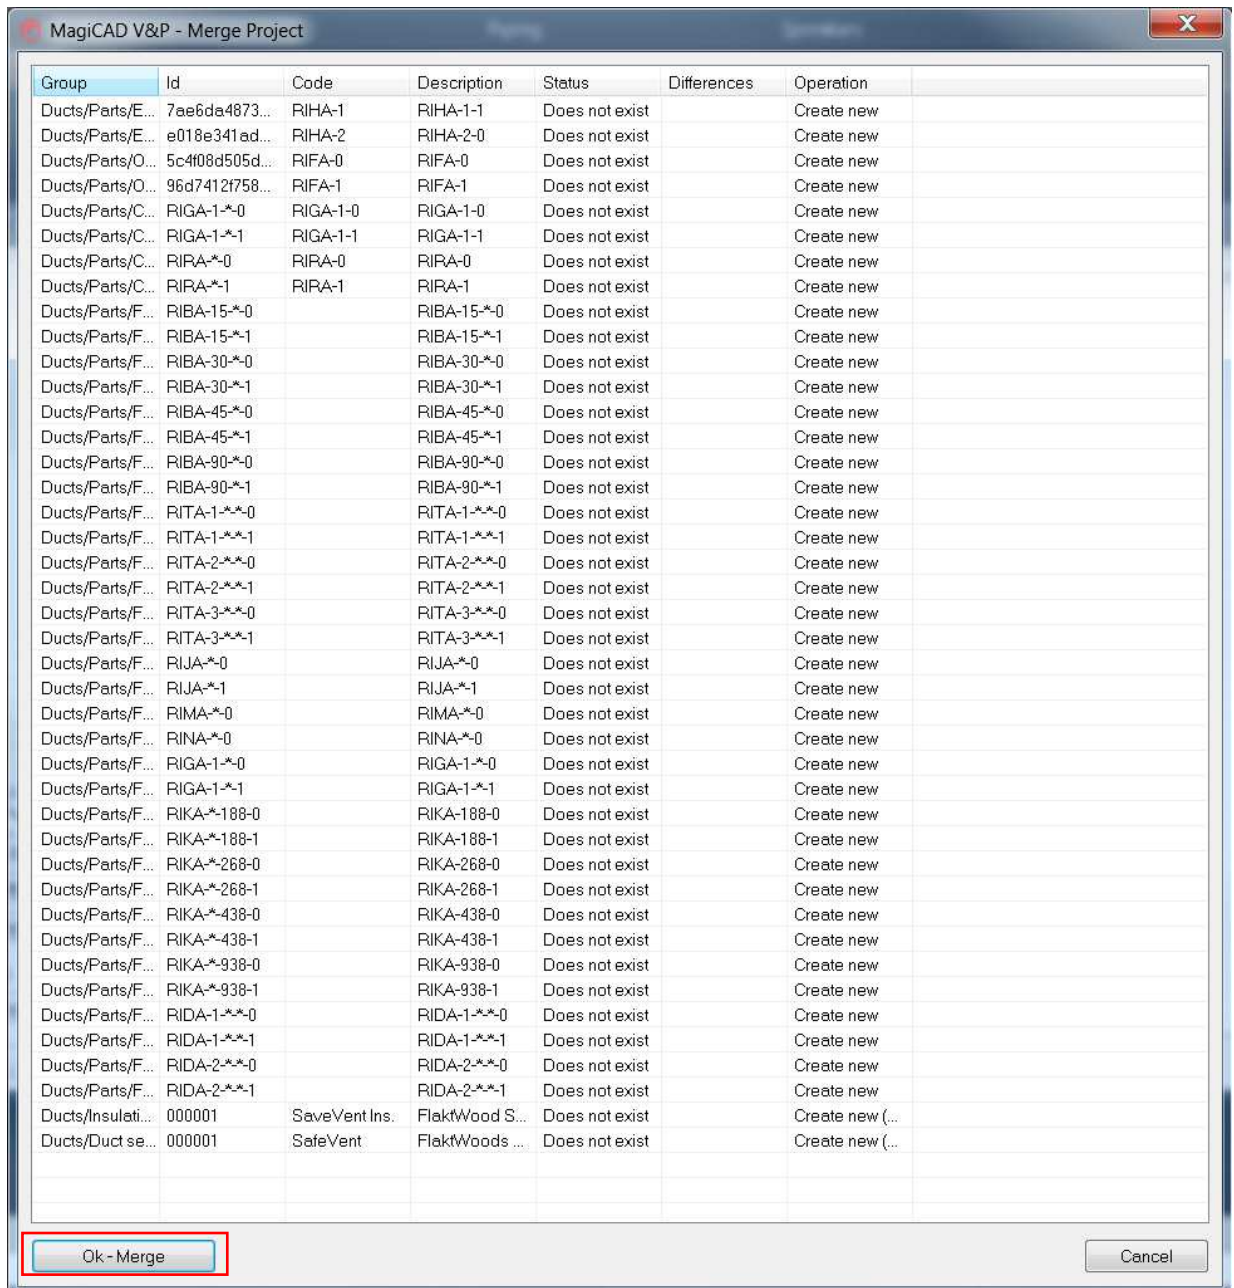 MagiCAD V&P - Merge Project
Group Id Code Description Status Differences Operation
Ducts/Parts/E... 7ae6da4873... RIHA-1 RIHA-1-1 Does not exist Create new
Ducts/Parts/E... e018e341ad... RIHA-2 RIHA-2-0 Does not exist Create new
Ducts/Parts/O... 5c4f08d505d... RIFA-0 RIFA-0 Does not exist Create new
Ducts/Parts/O... 96d7412f758... RIFA-1 RIFA-1 Does not exist Create new
Ducts/Parts/C... RIGA-1-*-0 RIGA-1-0 RIGA-1-0 Does not exist Create new
Ducts/Parts/C... RIGA-1-*-1 RIGA-1-1 RIGA-1-1 Does not exist Create new
Ducts/Parts/C... RIRA-*-0 RIRA-0 RIRA-0 Does not exist Create new
Ducts/Parts/C... RIRA-*-1 RIRA-1 RIRA-1 Does not exist Create new
Ducts/Parts/F... RIBA-15-*-0 RIBA-15-*-0 Does not exist Create new
Ducts/Parts/F... RIBA-15-*-1 RIBA-15-*-1 Does not exist Create new
Ducts/Parts/F... RIBA-30-*-0 RIBA-30-*-0 Does not exist Create new
Ducts/Parts/F... RIBA-30-*-1 RIBA-30-*-1 Does not exist Create new
Ducts/Parts/F... RIBA-45-*-0 RIBA-45-*-0 Does not exist Create new
Ducts/Parts/F... RIBA-45-*-1 RIBA-45-*-1 Does not exist Create new
Ducts/Parts/F... RIBA-90-*-0 RIBA-90-*-0 Does not exist Create new
Ducts/Parts/F... RIBA-90-*-1 RIBA-90-*-1 Does not exist Create new
Ducts/Parts/F... RITA-1-*-*-0 RITA-1-*-*-0 Does not exist Create new
Ducts/Parts/F... RITA-1-*-*-1 RITA-1-*-*-1 Does not exist Create new
Ducts/Parts/F... RITA-2-*-*-0 RITA-2-*-*-0 Does not exist Create new
Ducts/Parts/F... RITA-2-*-*-1 RITA-2-*-*-1 Does not exist Create new
Ducts/Parts/F... RITA-3-*-*-0 RITA-3-*-*-0 Does not exist Create new
Ducts/Parts/F... RITA-3-*-*-1 RITA-3-*-*-1 Does not exist Create new
Ducts/Parts/F... RIJA-*-0 RIJA-*-0 Does not exist Create new
Ducts/Parts/F... RIJA-*-1 RIJA-*-1 Does not exist Create new
Ducts/Parts/F... RIMA-*-0 RIMA-*-0 Does not exist Create new
Ducts/Parts/F... RINA-*-0 RINA-*-0 Does not exist Create new
Ducts/Parts/F... RIGA-1-*-0 RIGA-1-*-0 Does not exist Create new
Ducts/Parts/F... RIGA-1-*-1 RIGA-1-*-1 Does not exist Create new
Ducts/Parts/F... RIKA-*-188-0 RIKA-188-0 Does not exist Create new
Ducts/Parts/F... RIKA-*-188-1 RIKA-188-1 Does not exist Create new
Ducts/Parts/F... RIKA-*-268-0 RIKA-268-0 Does not exist Create new
Ducts/Parts/F... RIKA-*-268-1 RIKA-268-1 Does not exist Create new
Ducts/Parts/F... RIKA-*-438-0 RIKA-438-0 Does not exist Create new
Ducts/Parts/F... RIKA-*-438-1 RIKA-438-1 Does not exist Create new
Ducts/Parts/F... RIKA-*-938-0 RIKA-938-0 Does not exist Create new
Ducts/Parts/F... RIKA-*-938-1 RIKA-938-1 Does not exist Create new
Ducts/Parts/F... RIDA-1-*-*-0 RIDA-1-*-*-0 Does not exist Create new
Ducts/Parts/F... RIDA-1-*-*-1 RIDA-1-*-*-1 Does not exist Create new
Ducts/Parts/F... RIDA-2-*-*-0 RIDA-2-*-*-0 Does not exist Create new
Ducts/Parts/F... RIDA-2-*-*-1 RIDA-2-*-*-1 Does not exist Create new
Ducts/Insulati... 000001 SaveVent Ins. FlaktWood S... Does not exist Create new (...
Ducts/Duct se... 000001 SafeVent FlaktWoods ... Does not exist Create new (...
Ok - Merge Cancel